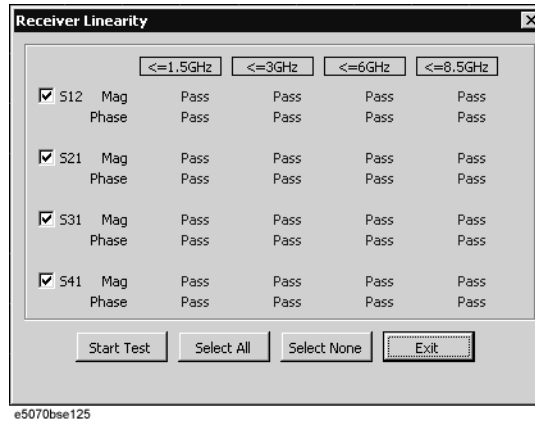 Receiver Linearity
<=1.5GHz <=3GHz <=6GHz <=8.5GHz
S12 Mag Pass Pass Pass Pass
Phase Pass Pass Pass Pass
S21 Mag Pass Pass Pass Pass
Phase Pass Pass Pass Pass
S31 Mag Pass Pass Pass Pass
Phase Pass Pass Pass Pass
S41 Mag Pass Pass Pass Pass
Phase Pass Pass Pass Pass
Start Test Select All Select None Exit
e5070bse125